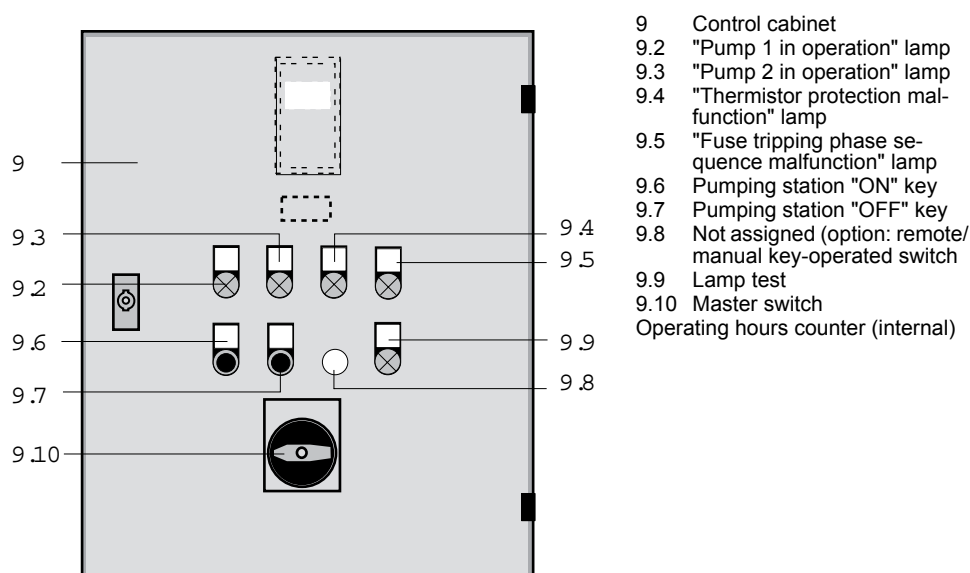 9
9.3
9.2
9.6
9.7
9.10
9.4
9.5
9.9
9.8
9 Control cabinet
9.2 "Pump 1 in operation" lamp
9.3 "Pump 2 in operation" lamp
9.4 "Thermistor protection mal-
function" lamp
9.5 "Fuse tripping phase se-
quence malfunction" lamp
9.6 Pumping station "ON" key
9.7 Pumping station "OFF" key
9.8 Not assigned (option: remote/
manual key-operated switch
9.9 Lamp test
9.10 Master switch
Operating hours counter (internal)